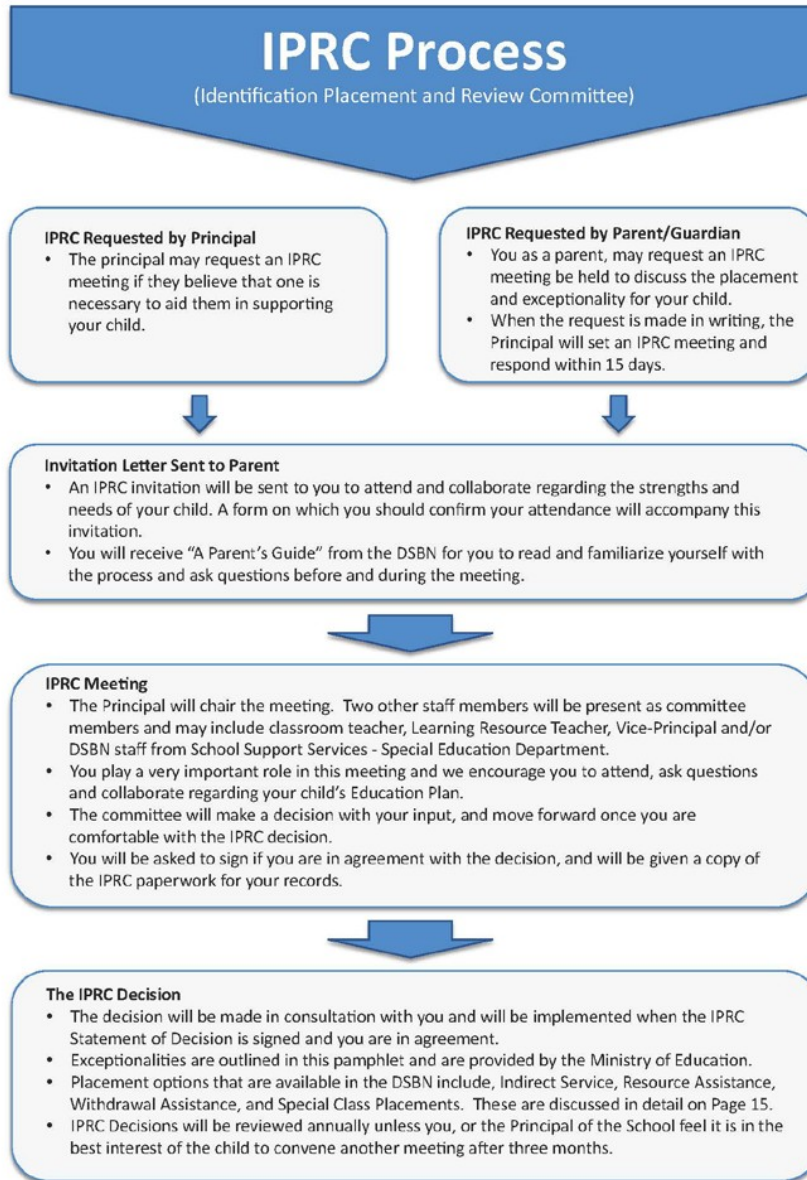 IPRC Process
(Identification Placement and Review Committee)
IPRC Requested by Principal
• The principal may request an IPRC
meeting if they believe that one is
necessary to aid them in supporting
your child.
IPRC Requested by Parent/Guardian
• You as a parent, may request an IPRC
meeting be held to discuss the placement
and exceptionality for your child.
• When the request is made in writing, the
Principal will set an IPRC meeting and
respond within 15 days.
Invitation Letter Sent to Parent
• An IPRC invitation will be sent to you to attend and collaborate regarding the strengths and
needs of your child. A form on which you should confirm your attendance will accompany this
invitation.
• You will receive “A Parent’s Guide” from the DSBN for you to read and familiarize yourself with
the process and ask questions before and during the meeting.
IPRC Meeting
• The Principal will chair the meeting. Two other staff members will be present as committee
members and may include classroom teacher, Learning Resource Teacher, Vice-Principal and/or
DSBN staff from School Support Services - Special Education Department.
• You play a very important role in this meeting and we encourage you to attend, ask questions
and collaborate regarding your child’s Education Plan.
• The committee will make a decision with your input, and move forward once you are
comfortable with the IPRC decision.
• You will be asked to sign if you are in agreement with the decision, and will be given a copy of
the IPRC paperwork for your records.
The IPRC Decision
• The decision will be made in consultation with you and will be implemented when the IPRC
Statement of Decision is signed and you are in agreement.
• Exceptionalities are outlined in this pamphlet and are provided by the Ministry of Education.
• Placement options that are available in the DSBN include, Indirect Service, Resource Assistance,
Withdrawal Assistance, and Special Class Placements. These are discussed in detail on Page 15.
• IPRC Decisions will be reviewed annually unless you, or the Principal of the School feel it is in the
best interest of the child to convene another meeting after three months.